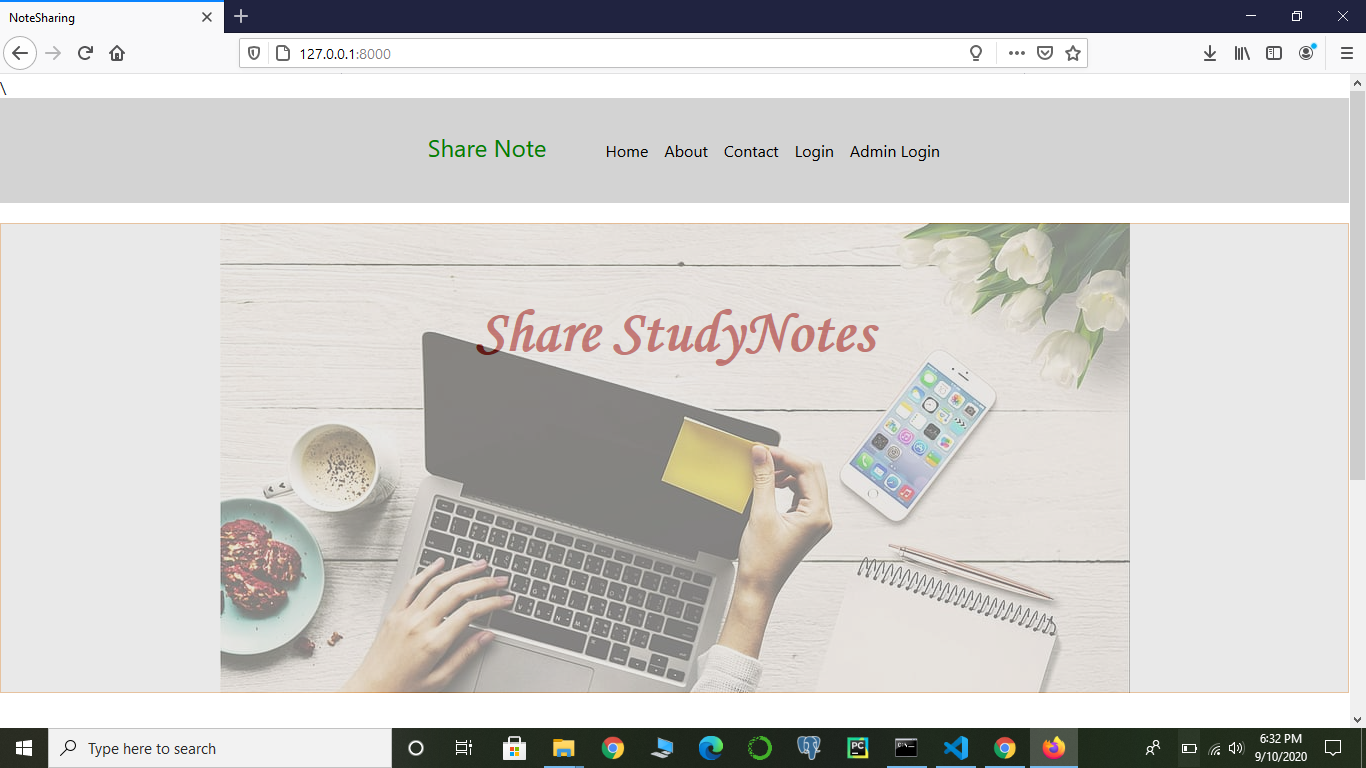 NoteSharing
127.0.0.1:8000
\
Share Note
Home About Contact Login Admin Login
Share StudyNotes
Type here to search
6:32 PM
9/10/2020